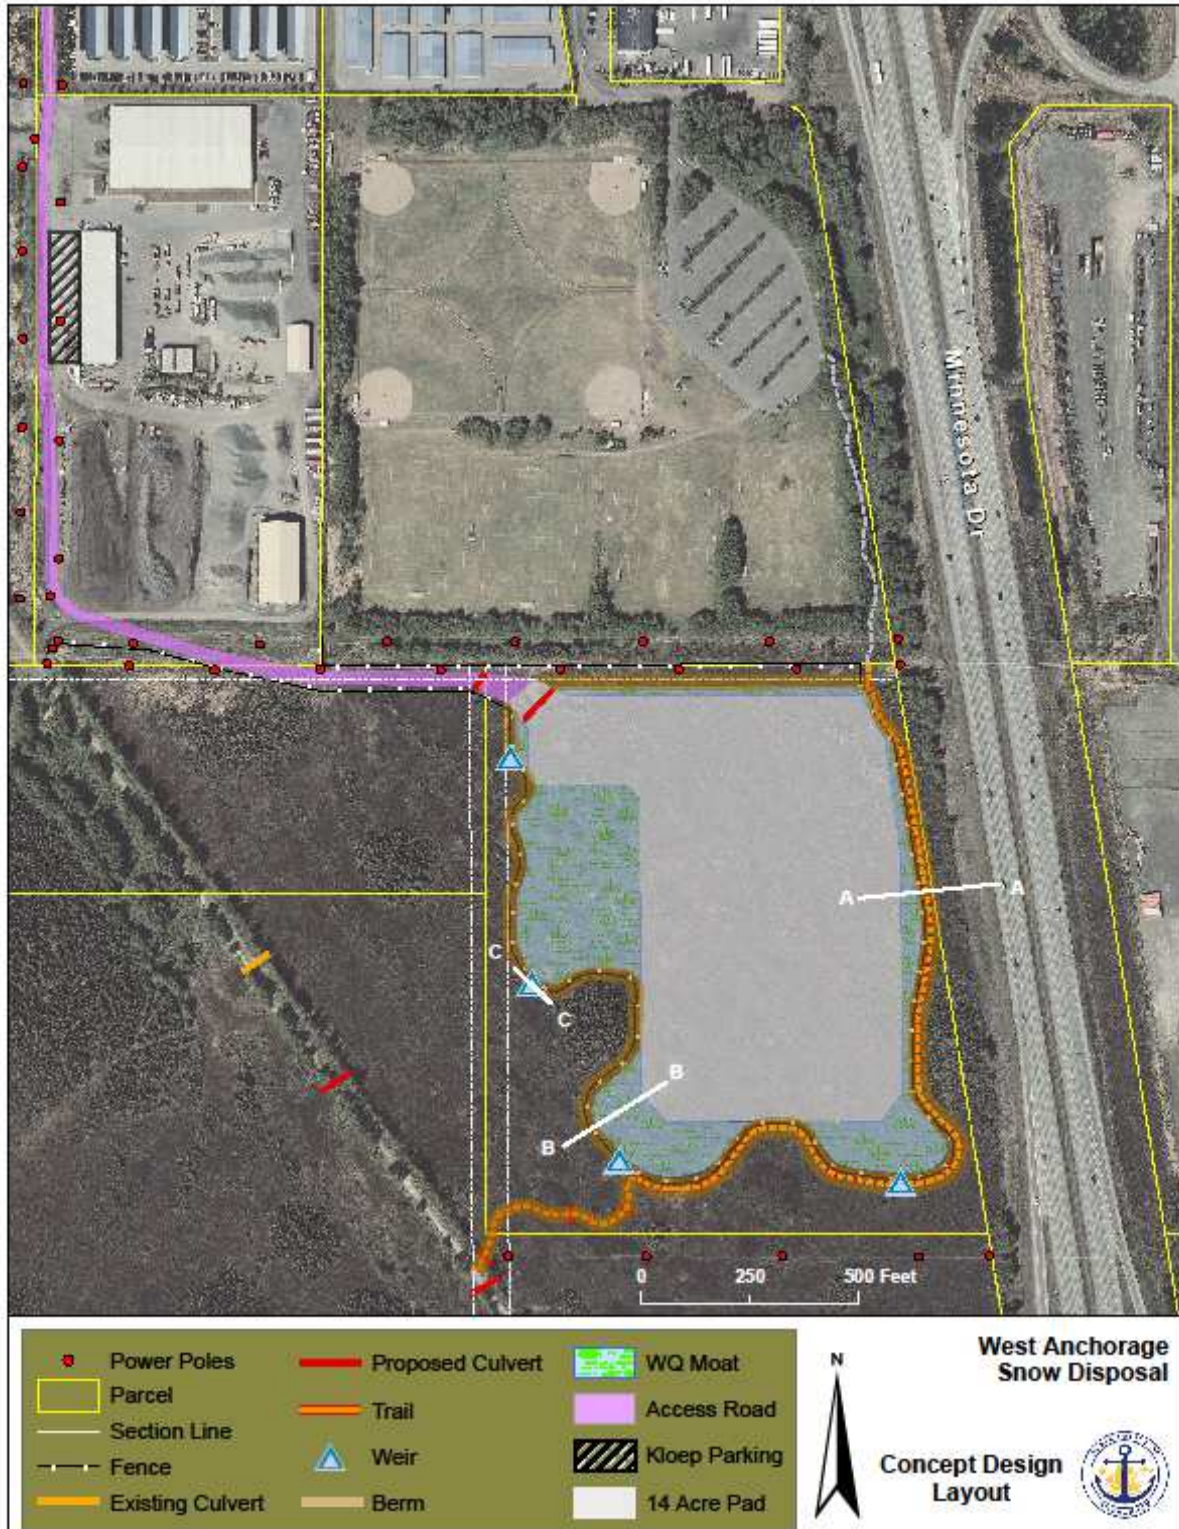 Minnesota Dr
A
A
C
C
B
B
0 250 500 Feet
Power Poles
Parcel
Section Line
Fence
Existing Culvert
Proposed Culvert
Trail
Weir
Berm
WQ Moat
Access Road
Kloep Parking
14 Acre Pad
N
West Anchorage
Snow Disposal
Concept Design
Layout